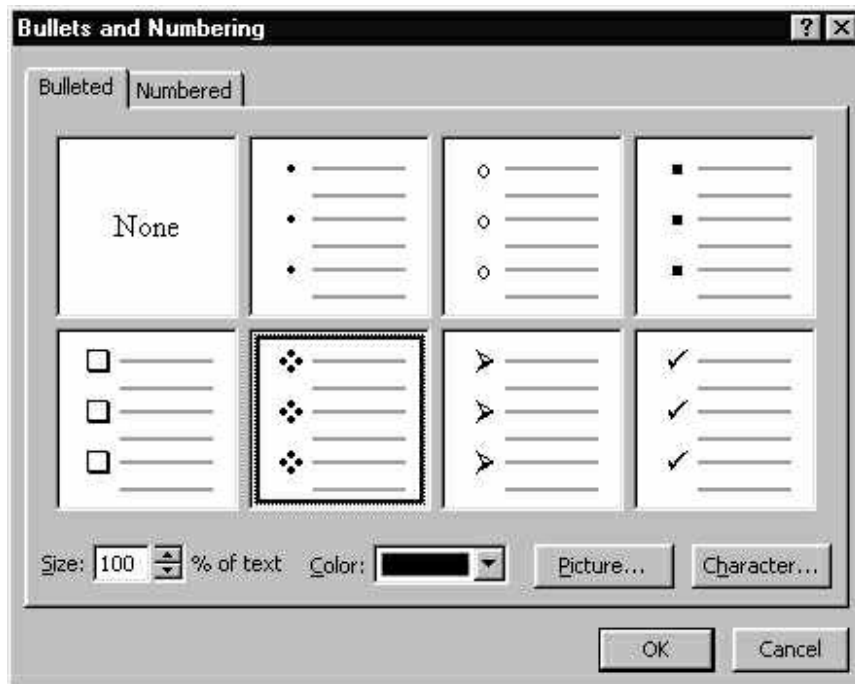 Bullets and Numbering
Bulleted Numbered
None
Size: 100 % of text Color: Picture... Character...
OK Cancel